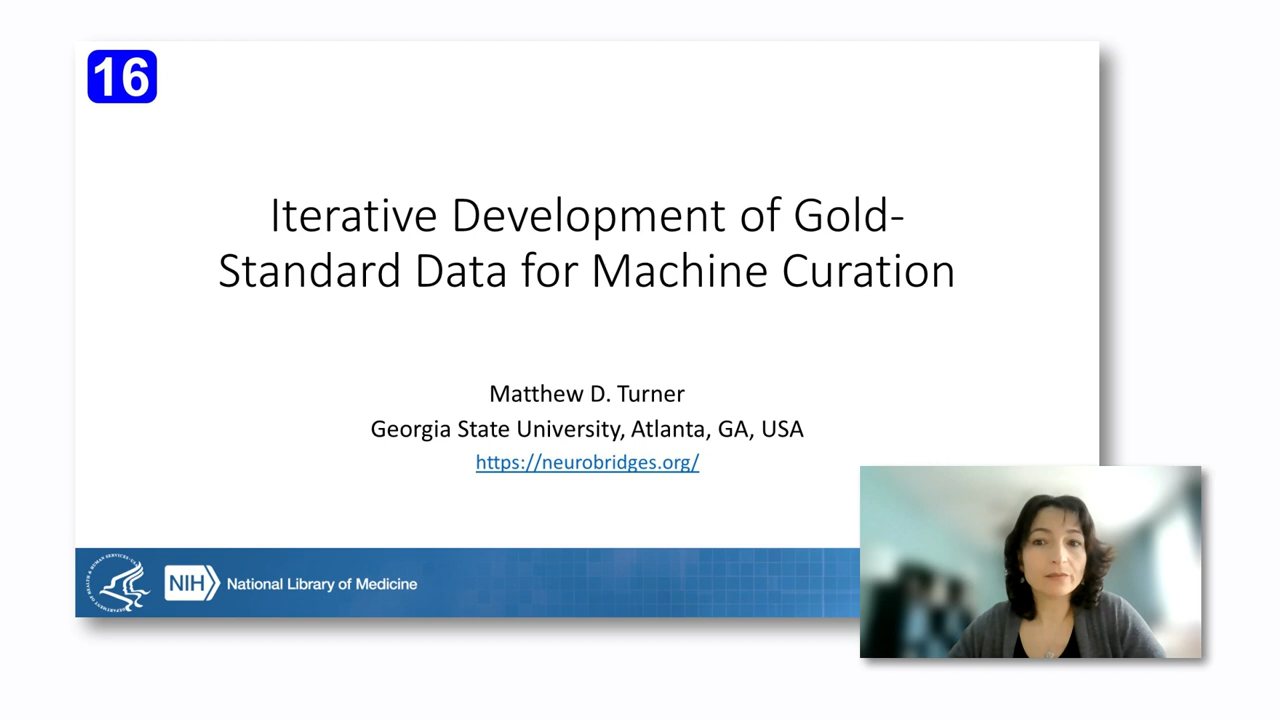 16
Iterative Development of Gold-
Standard Data for Machine Curation
Matthew D. Turner
Georgia State University, Atlanta, GA, USA
https://neurobridges.org/
NIH National Library of Medicine